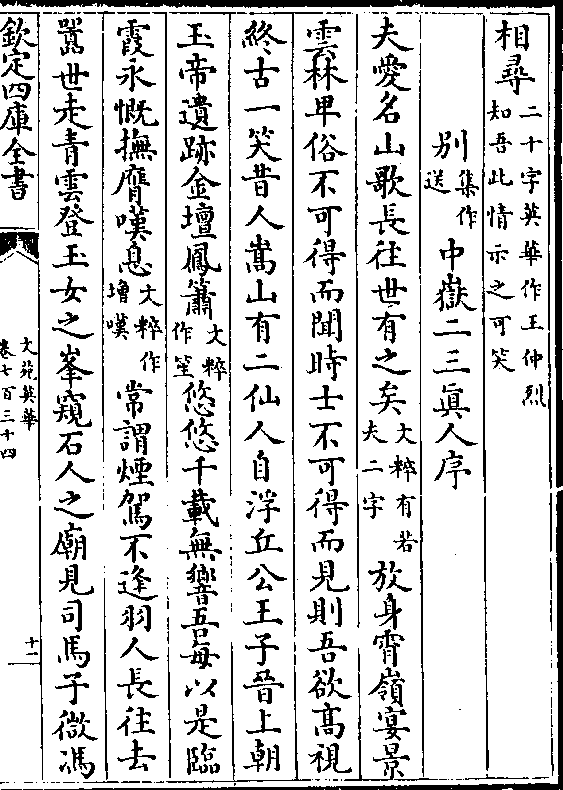 相尋二十字英華作王仲烈知吾此情示之可笑
別集作送中嶽二三眞人序
夫愛名山歌長往世有之矣文粹有若夫二字放身霄嶺宴景
雲林卑俗不可得而聞時士不可得而見則吾欲高視
終古一笑昔人嵩山有二仙人自浮丘公王子晉上朝
玉帝遺跡金壇鳳簫文粹作笙悠悠千載無響吾每以是臨
霞永慨撫膺嘆息文粹作增嘆常謂煙駕不逢羽人長往去
囂世走青雲登玉女之峯窺石人之廟見司馬子微馮
欽定四庫全書
文苑英華
卷七百三十四
十一